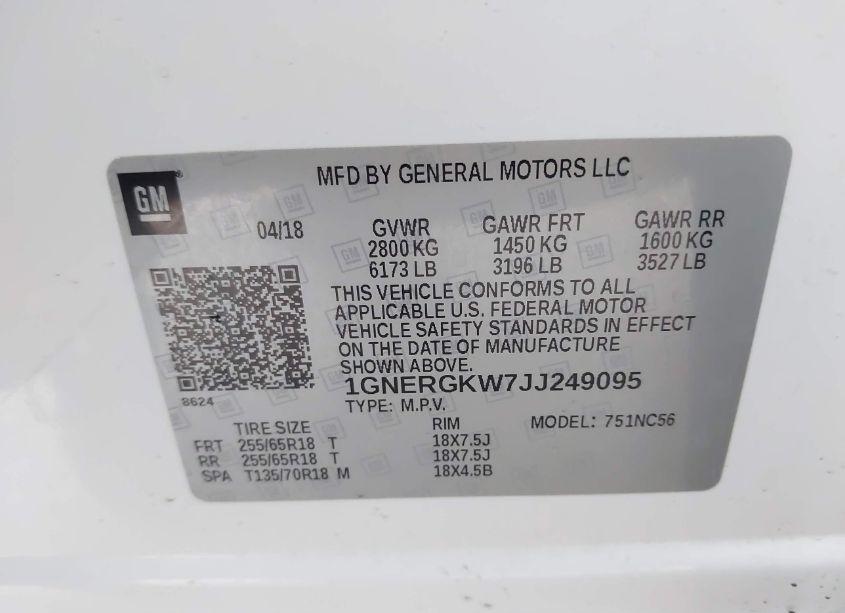 GM
MFD BY GENERAL MOTORS LLC
04/18
GVWR GAWR FRT GAWR RR
2800 KG 1450 KG 1600 KG
6173 LB 3196 LB 3527 LB
THIS VEHICLE CONFORMS TO ALL
APPLICABLE U.S. FEDERAL MOTOR
VEHICLE SAFETY STANDARDS IN EFFECT
ON THE DATE OF MANUFACTURE
SHOWN ABOVE.
1GNERGKW7JJ249095
8624
TYPE: M.P.V. MODEL: 751NC56
TIRE SIZE RIM
FRT 255/65R18 T 18X7.5J
RR 255/65R18 T 18X7.5J
SPA T135/70R18 M 18X4.5B